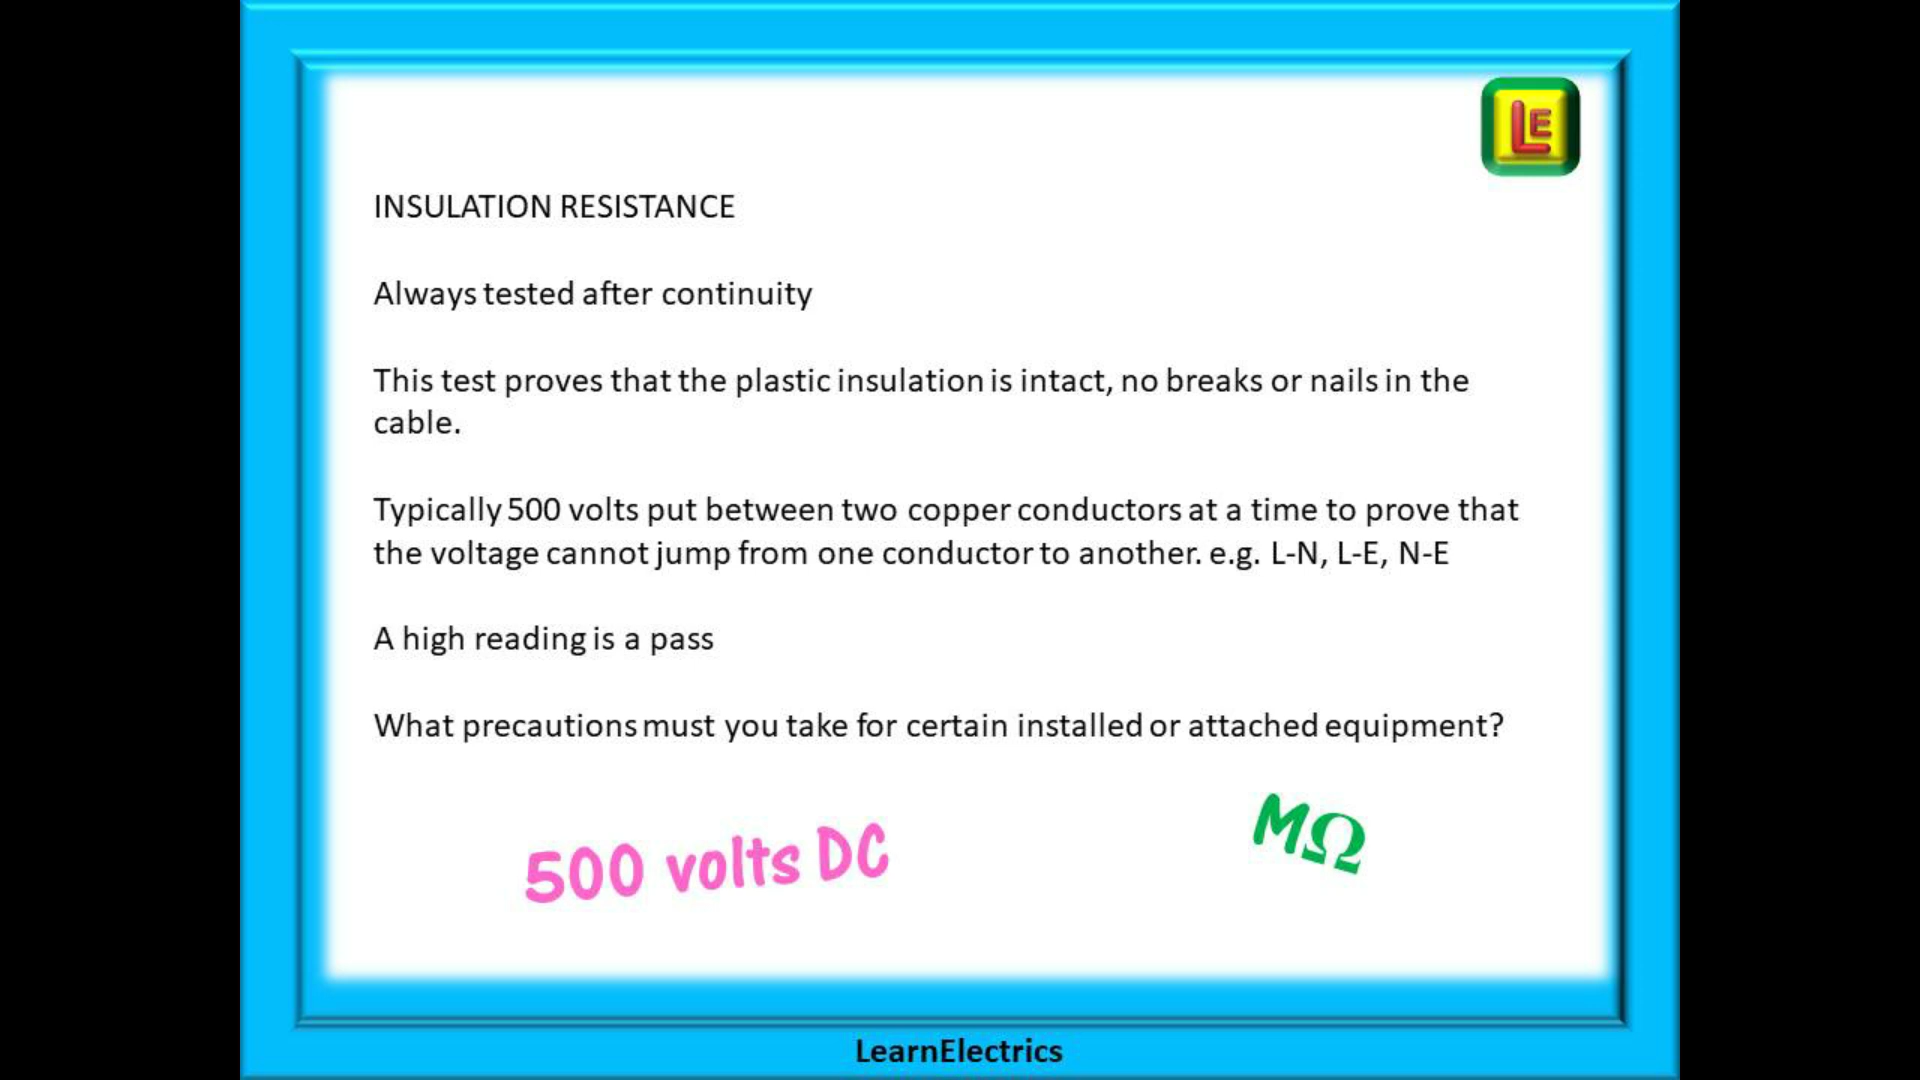 LE
INSULATION RESISTANCE
Always tested after continuity
This test proves that the plastic insulation is intact, no breaks or nails in the
cable.
Typically 500 volts put between two copper conductors at a time to prove that
the voltage cannot jump from one conductor to another. e.g. L-N, L-E, N-E
A high reading is a pass
What precautions must you take for certain installed or attached equipment?
500 volts DC
MΩ
LearnElectrics